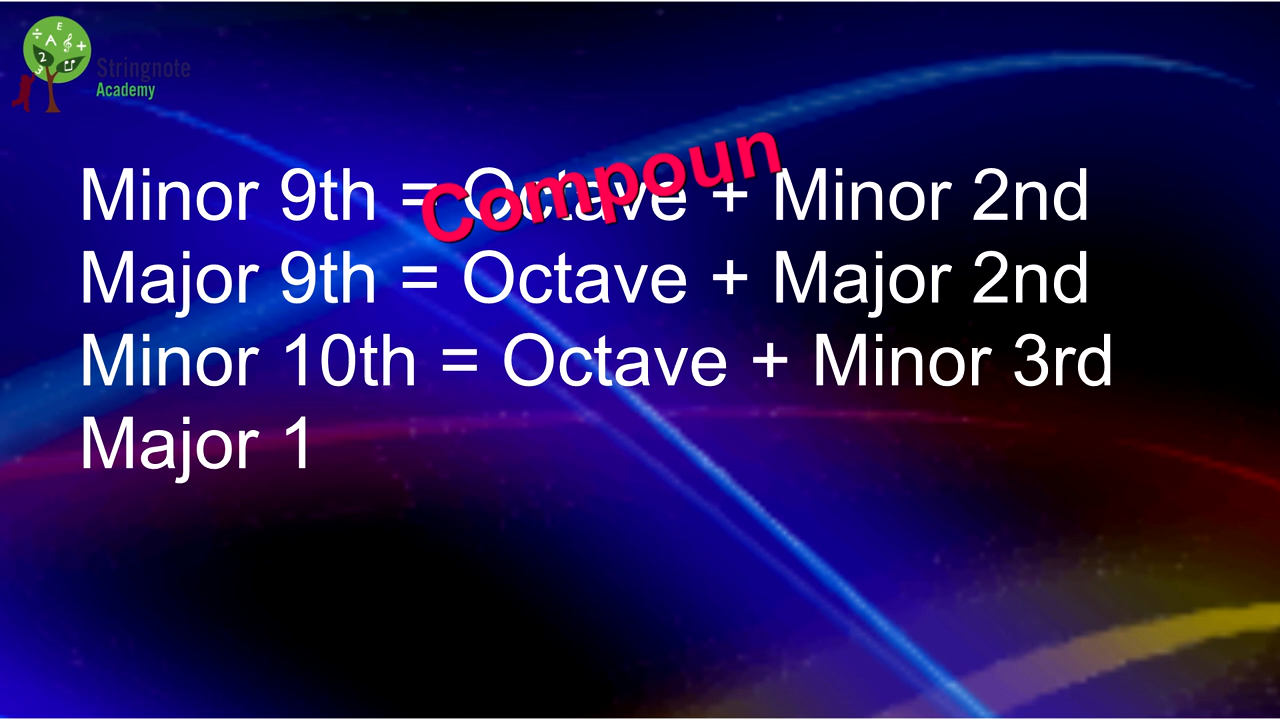 Stringnote
Academy
Compoun
Minor 9th = Octave + Minor 2nd
Major 9th = Octave + Major 2nd
Minor 10th = Octave + Minor 3rd
Major 1